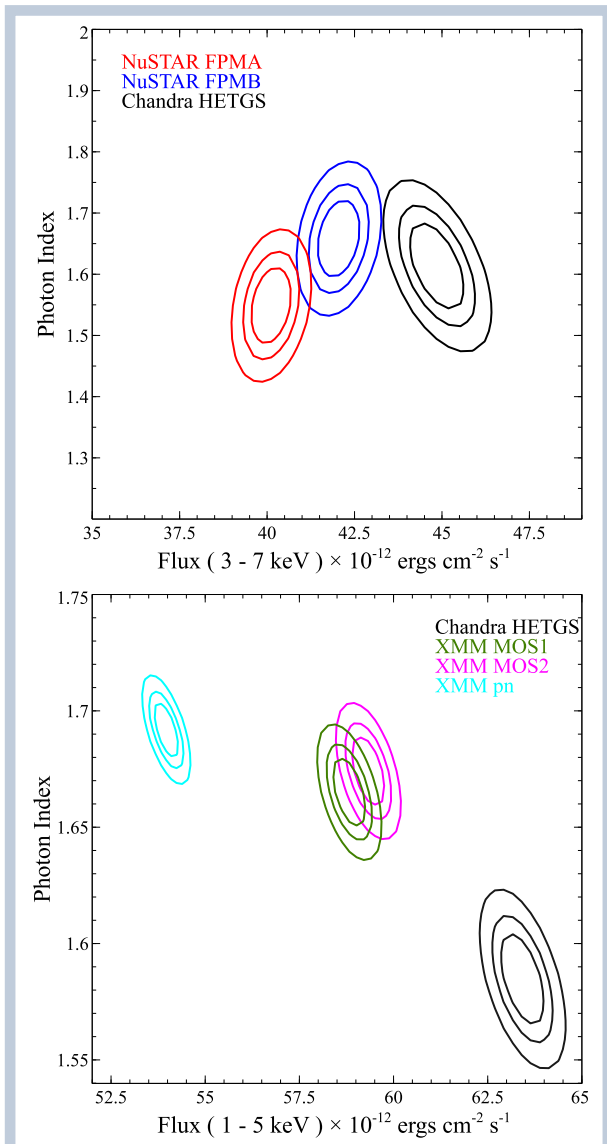 2
1.9
1.8
1.7
1.6
1.5
1.4
1.3
Photon Index
NuSTAR FPMA
NuSTAR FPMB
Chandra HETGS
35 37.5 40 42.5 45 47.5
Flux ( 3 - 7 keV ) × 10⁻¹² ergs cm⁻² s⁻¹
1.75
1.7
1.65
1.6
1.55
Photon Index
Chandra HETGS
XMM MOS1
XMM MOS2
XMM pn
52.5 55 57.5 60 62.5 65
Flux ( 1 - 5 keV ) × 10⁻¹² ergs cm⁻² s⁻¹